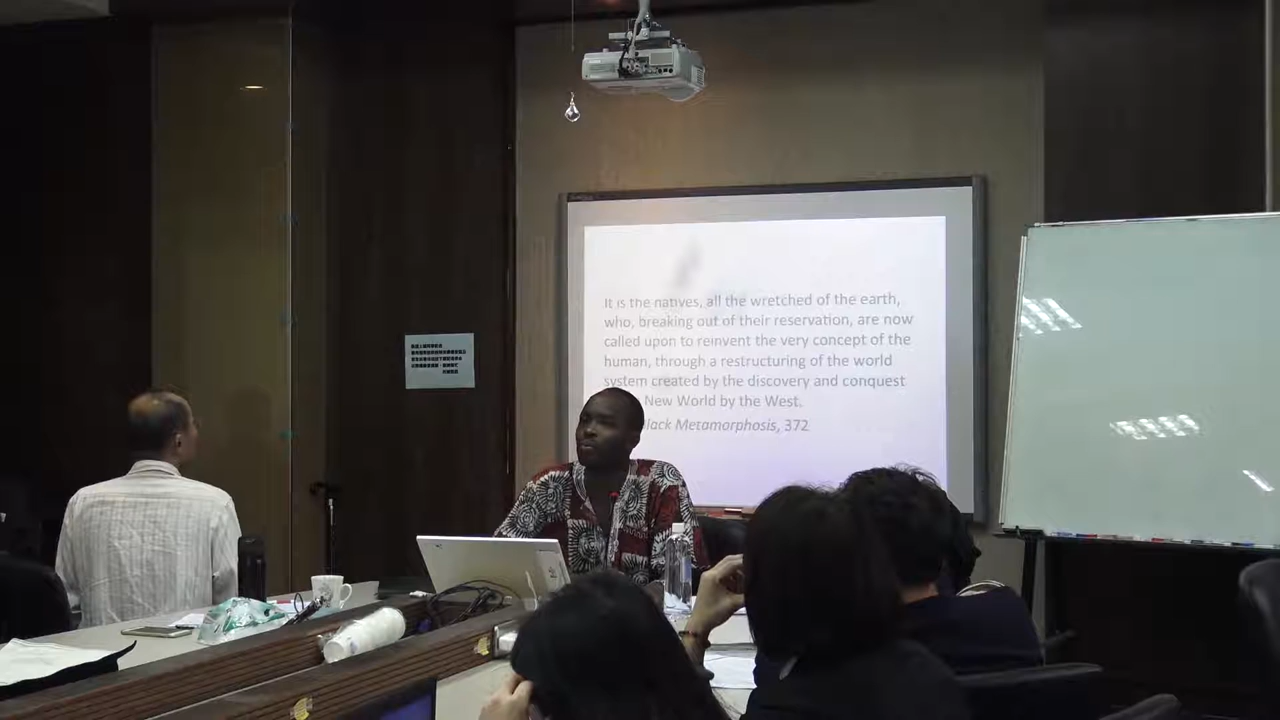 It is the natives, all the wretched of the earth,
who, breaking out of their reservation, are now
called upon to reinvent the very concept of the
human, through a restructuring of the world
system created by the discovery and conquest
New World by the West.
lack Metamorphosis, 372